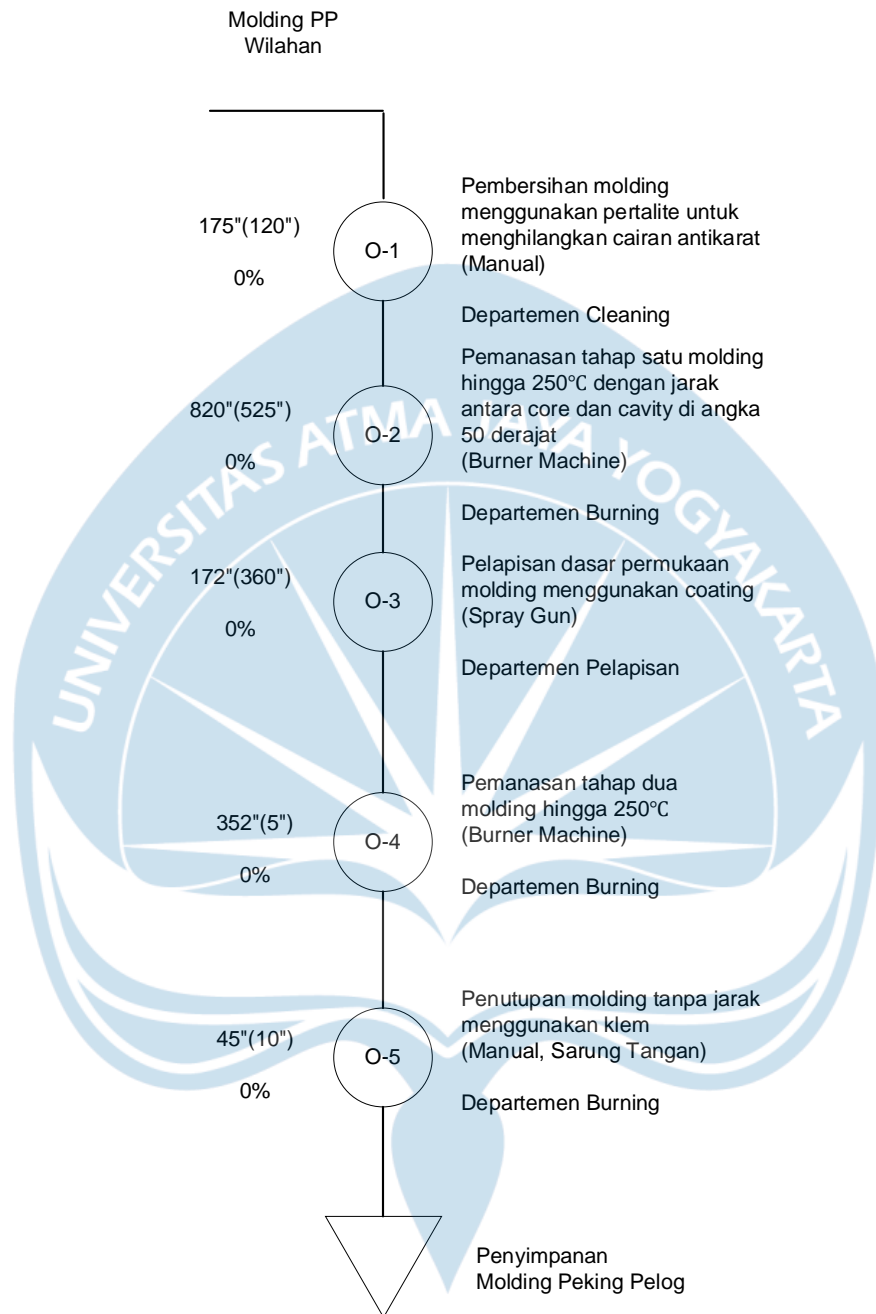 Molding PP
Wilahan
175"(120")
0%
O-1
Pembersihan molding
menggunakan pertalite untuk
menghilangkan cairan antikarat
(Manual)
Departemen Cleaning
820"(525")
0%
O-2
Pemanasan tahap satu molding
hingga 250℃ dengan jarak
antara core dan cavity di angka
50 derajat
(Burner Machine)
Departemen Burning
172"(360")
0%
O-3
Pelapisan dasar permukaan
molding menggunakan coating
(Spray Gun)
Departemen Pelapisan
352"(5")
0%
O-4
Pemanasan tahap dua
molding hingga 250℃
(Burner Machine)
Departemen Burning
45"(10")
0%
O-5
Penutupan molding tanpa jarak
menggunakan klem
(Manual, Sarung Tangan)
Departemen Burning
Penyimpanan
Molding Peking Pelog
UNIVERSITAS ATMA JAYA YOGYAKARTA